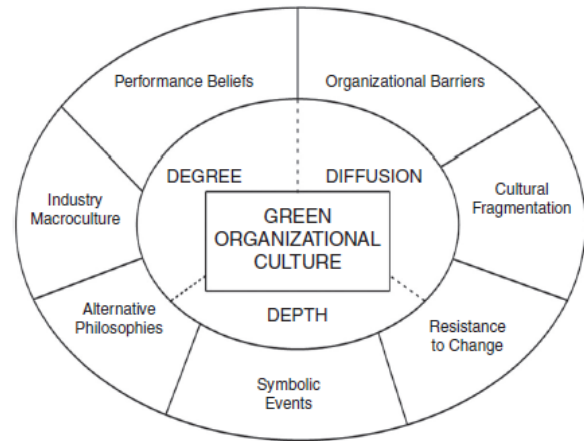 Performance Beliefs
Organizational Barriers
DEGREE
DIFFUSION
Industry
Macroculture
Cultural
Fragmentation
GREEN
ORGANIZATIONAL
CULTURE
Alternative
Philosophies
DEPTH
Resistance
to Change
Symbolic
Events